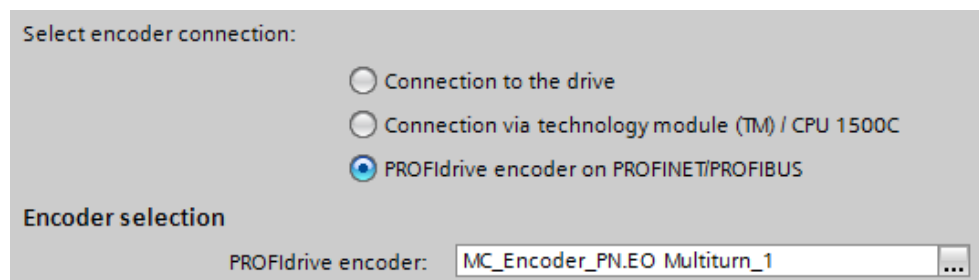 Select encoder connection:
Connection to the drive
Connection via technology module (TM) / CPU 1500C
PROFIdrive encoder on PROFINET/PROFIBUS
Encoder selection
PROFIdrive encoder: MC_Encoder_PN.EO Multiturn_1 ...